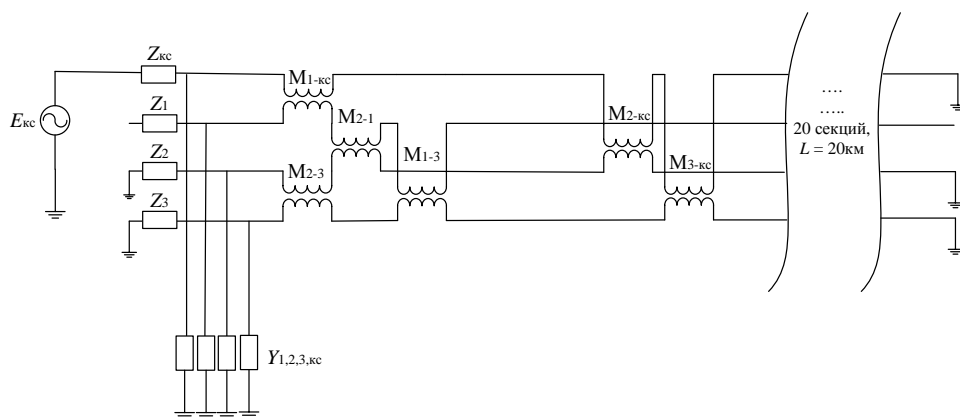 Zкс
M1-кс
Z1
M2-1
M2-кс
Eкс
Z2
M2-3
M1-3
M3-кс
Z3
....
.....
20 секций,
L = 20км
Y1,2,3,кс